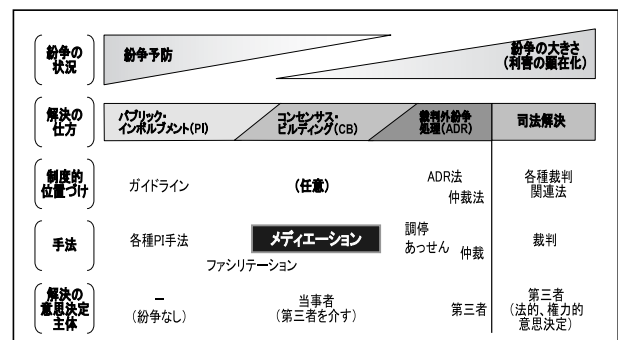 紛争の
状況
紛争予防
紛争の大きさ
(利害の顕在化)
解決の
仕方
パブリック・
インボルブメント(PI)
コンセンサス・
ビルディング(CB)
裁判外紛争
処理(ADR)
司法解決
制度的
位置づけ
ガイドライン
(任意)
ADR法
仲裁法
各種裁判
関連法
手法
各種PI手法
メディエーション
ファシリテーション
調停
あっせん
仲裁
裁判
解決の
意思決定
主体
−
(紛争なし)
当事者
(第三者を介す)
第三者
第三者
(法的、権力的
意思決定)